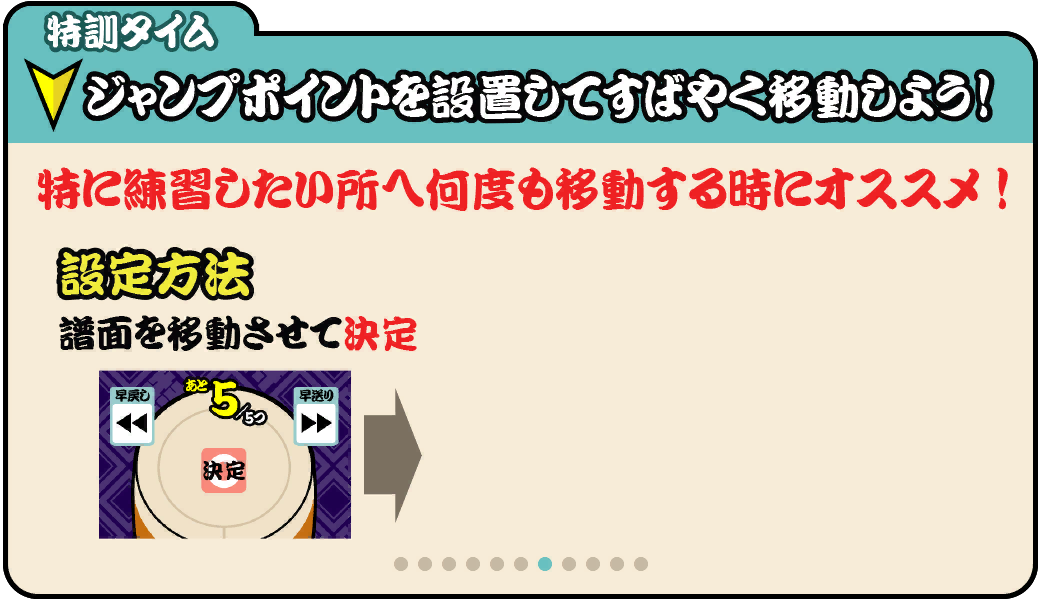 特訓タイム
ジャンプポイントを設置してすばやく移動しよう!
特に練習したい所へ何度も移動する時にオススメ!
設定方法
譜面を移動させて決定
早戻し
あと5/5つ
早送り
決定